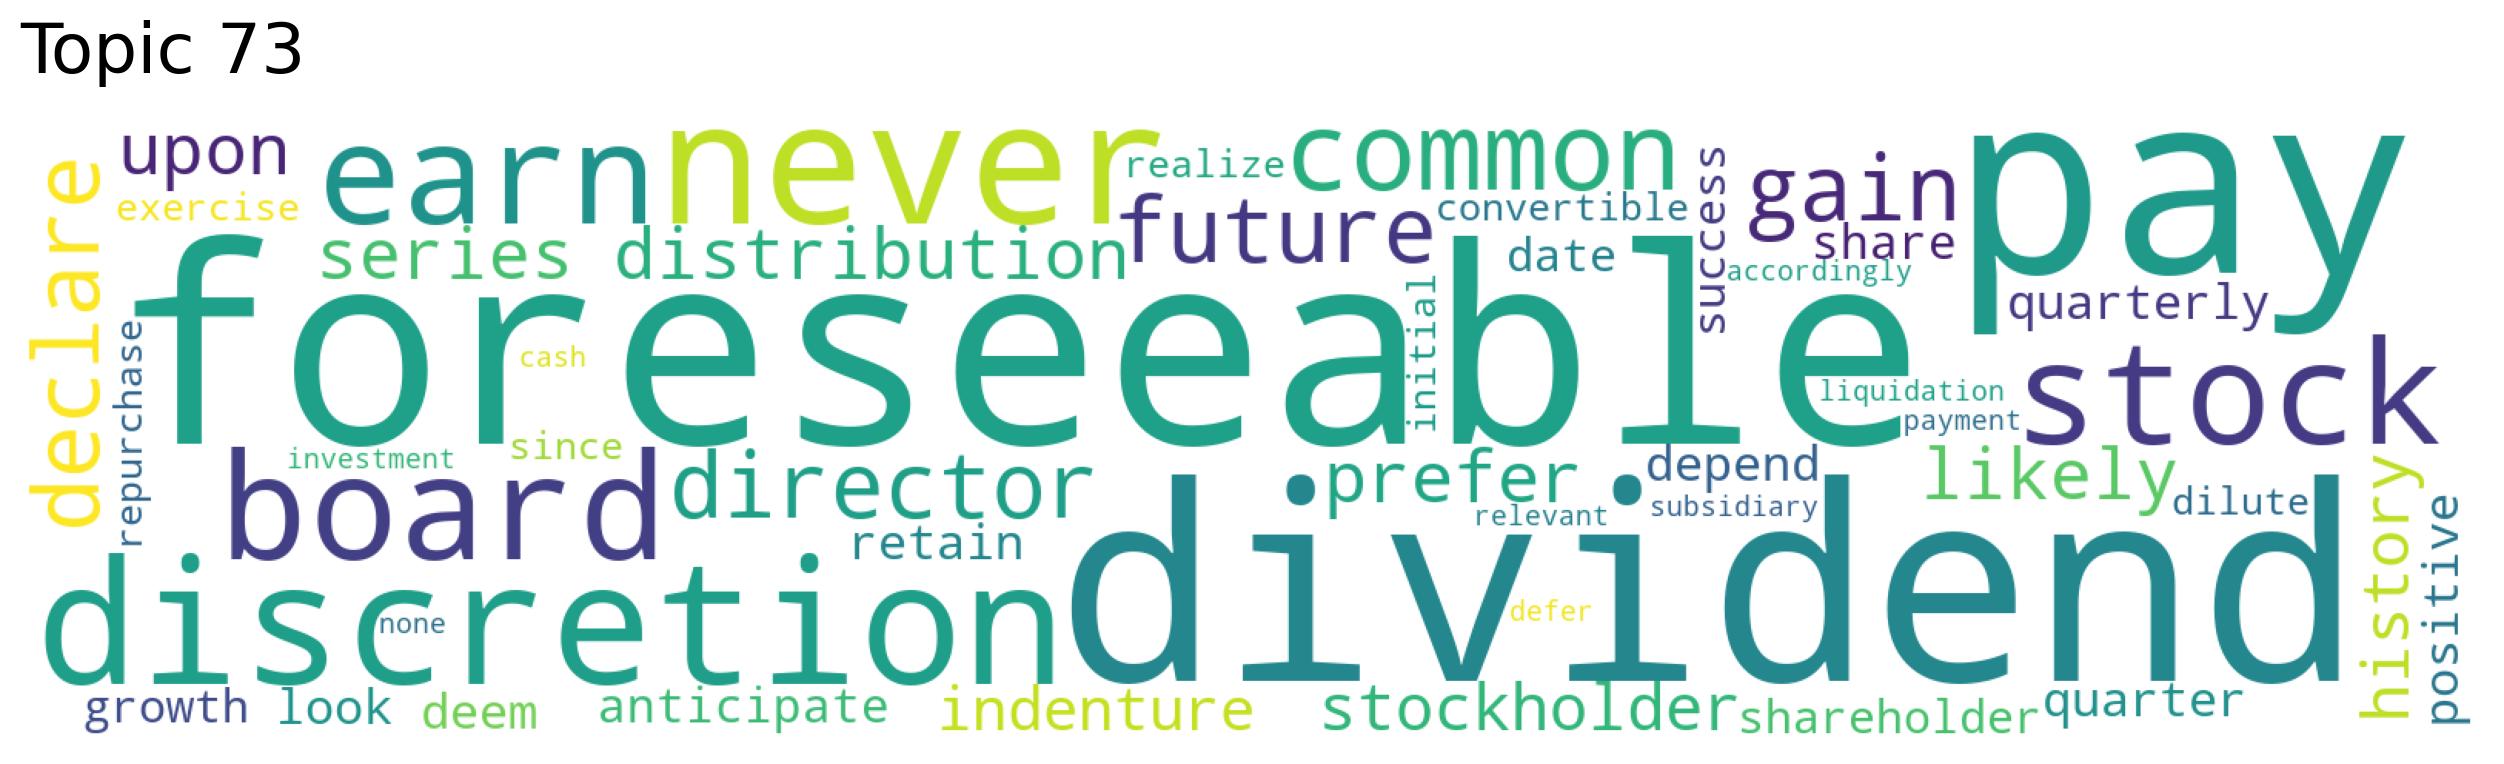 Topic 73
declare
upon
exercise
earn
never
realize
common
success
gain
pay
series
distribution
future
convertible
date
share
accordingly
quarterly
repurchase
foreseeable
cash
initial
liquidation
payment
stock
investment
since
board
director
prefer
depend
likely
relevant
subsidiary
dilute
history
positive
retain
discretion
none
dividend
defer
growth
look
deem
anticipate
indenture
stockholder
shareholder
quarter